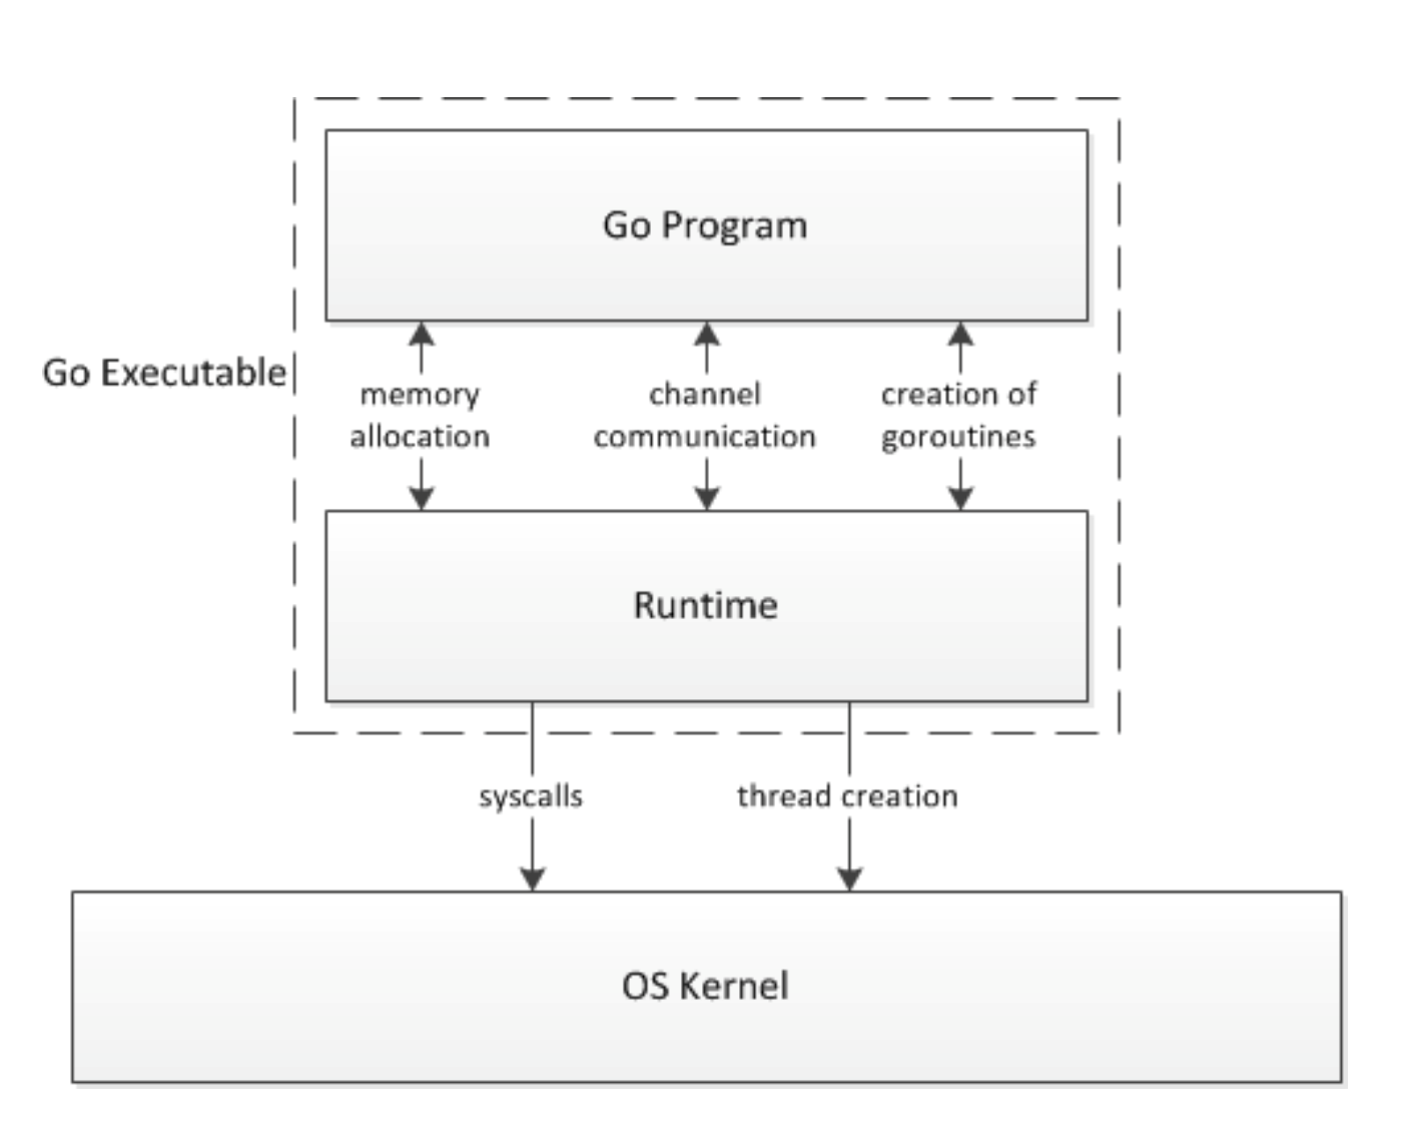 Go Program
Go Executable
memory
allocation
channel
communication
creation of
goroutines
Runtime
syscalls
thread creation
OS Kernel